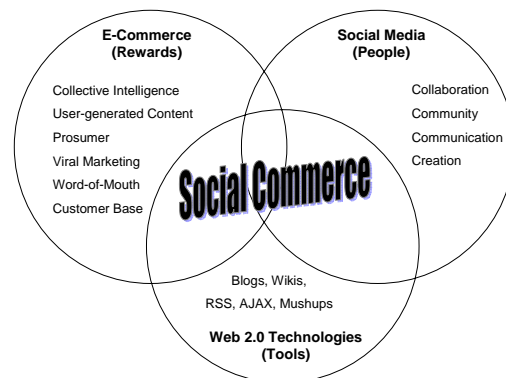 E-Commerce
(Rewards)
Collective Intelligence
User-generated Content
Prosumer
Viral Marketing
Word-of-Mouth
Customer Base
Social Media
(People)
Collaboration
Community
Communication
Creation
Social Commerce
Blogs, Wikis,
RSS, AJAX, Mushups
Web 2.0 Technologies
(Tools)